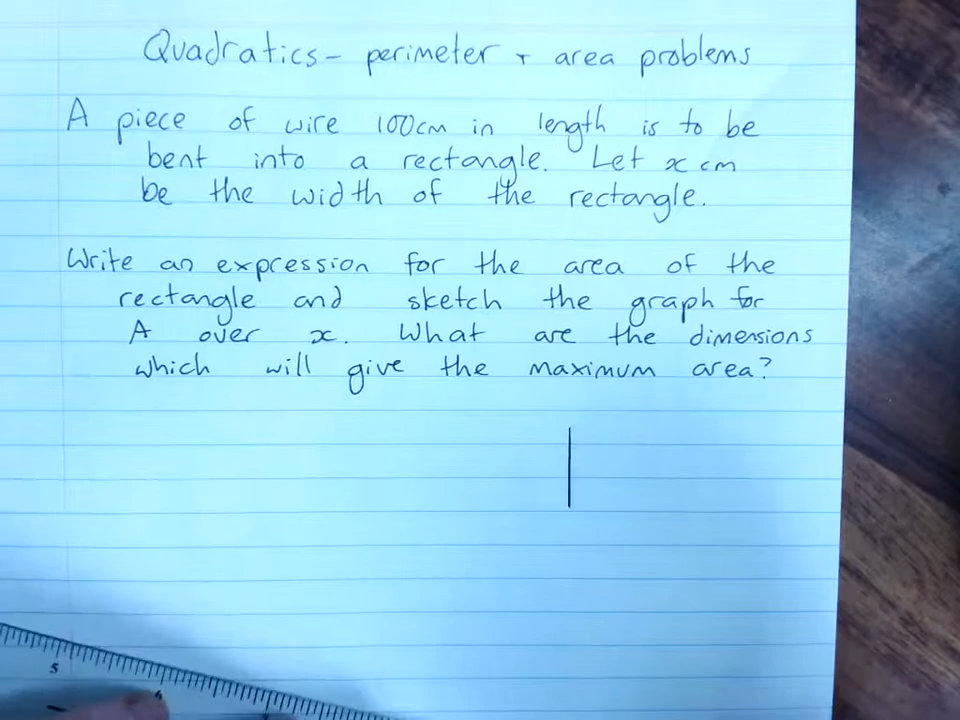 Quadratics - perimeter + area problems
A piece of wire 100cm in length is to be
bent into a rectangle. Let x cm
be the width of the rectangle.
Write an expression for the area of the
rectangle and sketch the graph for
A over x. What are the dimensions
which will give the maximum area?
5
6